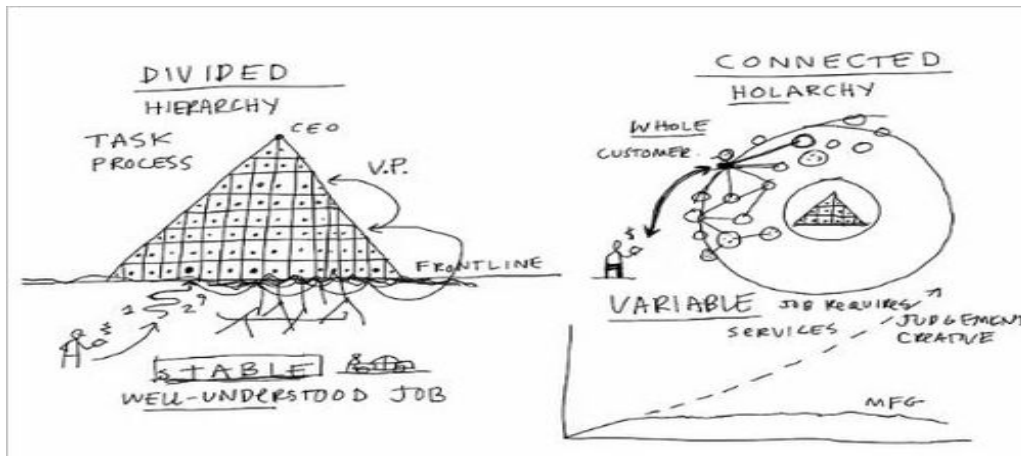 DIVIDED
HIERARCHY
TASK
PROCESS
CEO
V.P.
FRONTLINE
$
STABLE
WELL-UNDERSTOOD JOB
CONNECTED
HOLARCHY
WHOLE
CUSTOMER
$
VARIABLE JOB REQUIRES
SERVICES JUDGEMENT
CREATIVE
MFG